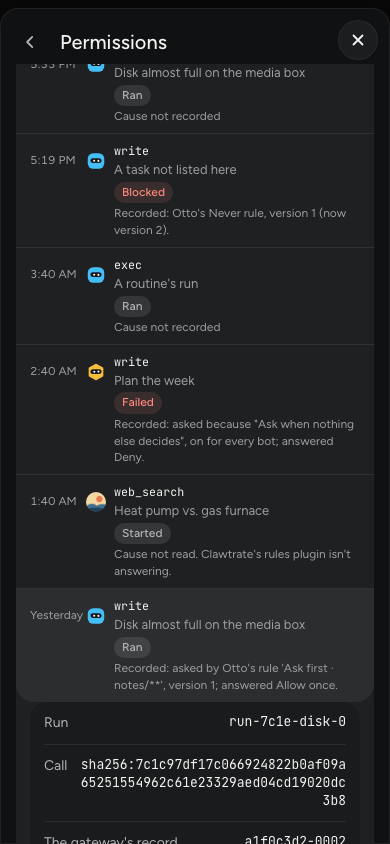 Permissions
5:33 PM
Disk almost full on the media box
Ran
Cause not recorded
5:19 PM
write
A task not listed here
Blocked
Recorded: Otto's Never rule, version 1 (now
version 2).
3:40 AM
exec
A routine's run
Ran
Cause not recorded
2:40 AM
write
Plan the week
Failed
Recorded: asked because "Ask when nothing
else decides", on for every bot; answered
Deny.
1:40 AM
web_search
Heat pump vs. gas furnace
Started
Cause not read. Clawtrate's rules plugin isn't
answering.
Yesterday
write
Disk almost full on the media box
Ran
Recorded: asked by Otto's rule 'Ask first ·
notes/**', version 1; answered Allow once.
Run
run-7c1e-disk-0
Call
sha256:7c1c97df17c066924822b0af09a
65251554962c61e23329aed04cd19020dc
3b8
The gateway's record
a1f0c3d2-0002